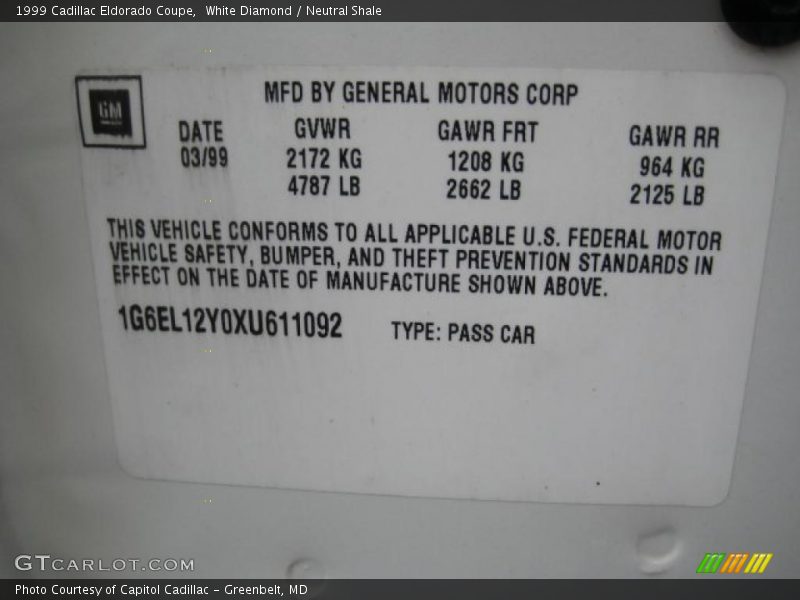 1999 Cadillac Eldorado Coupe,  White Diamond / Neutral Shale
MFD BY GENERAL MOTORS CORP
GM
DATE GVWR GAWR FRT GAWR RR
03/99 2172 KG 1208 KG 964 KG
4787 LB 2662 LB 2125 LB
THIS VEHICLE CONFORMS TO ALL APPLICABLE U.S. FEDERAL MOTOR
VEHICLE SAFETY, BUMPER, AND THEFT PREVENTION STANDARDS IN
EFFECT ON THE DATE OF MANUFACTURE SHOWN ABOVE.
1G6EL12Y0XU611092 TYPE: PASS CAR
GTCARLOT.COM
Photo Courtesy of Capitol Cadillac - Greenbelt, MD